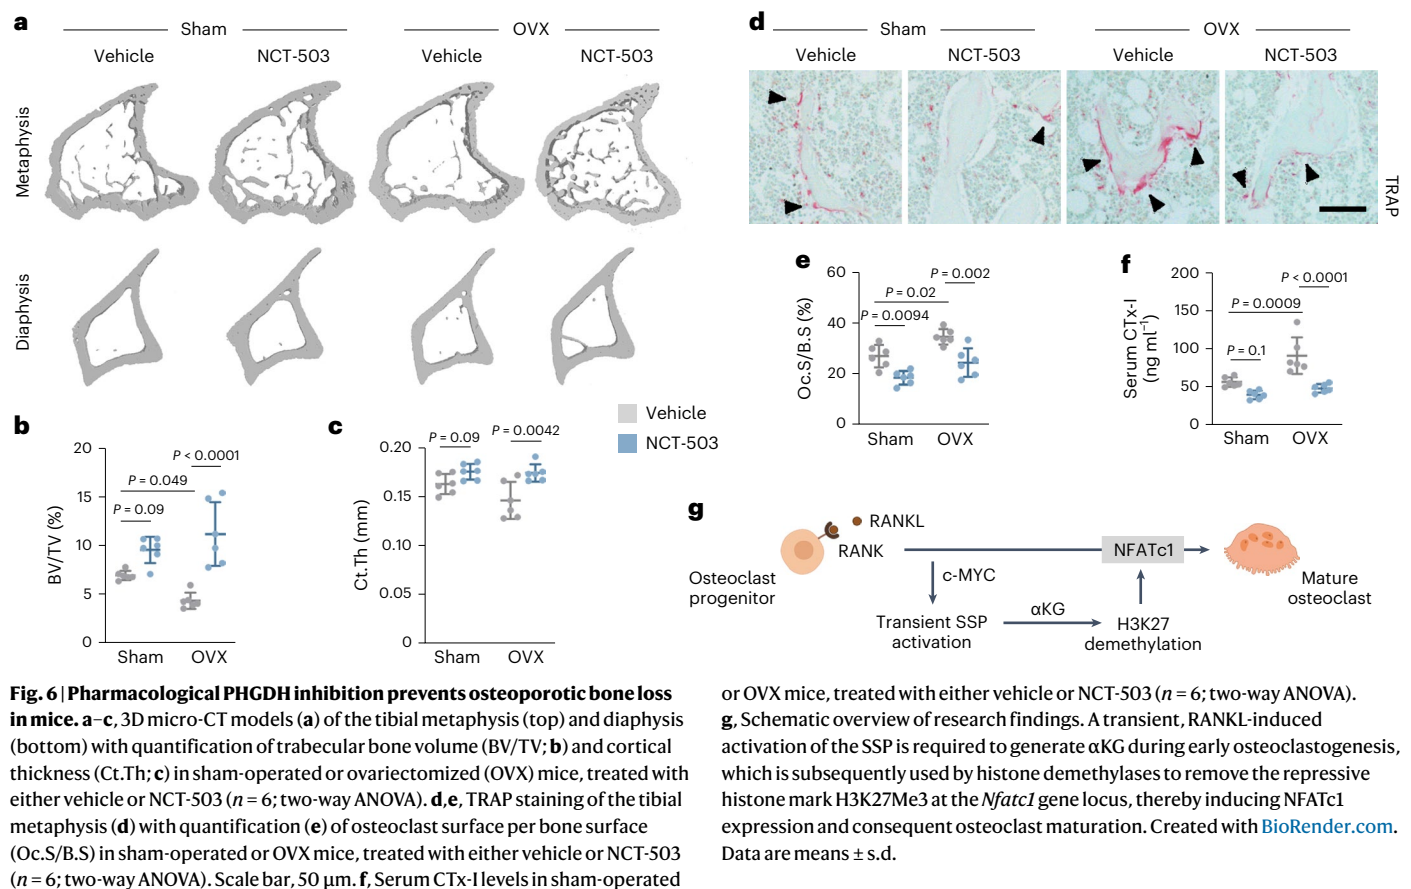 a
Sham
OVX
Vehicle
NCT-503
Vehicle
NCT-503
Metaphysis
Diaphysis
b
BV/TV (%)
20
15
10
5
0
P < 0.0001
P = 0.049
P = 0.09
Sham
OVX
c
Ct.Th (mm)
0.20
0.15
0.10
0.05
0
P = 0.09
P = 0.0042
Sham
OVX
Vehicle
NCT-503
d
Sham
OVX
Vehicle
NCT-503
Vehicle
NCT-503
TRAP
e
Oc.S/B.S (%)
60
40
20
0
P = 0.002
P = 0.02
P = 0.0094
Sham
OVX
f
Serum CTx-I
(ng ml⁻¹)
200
150
100
50
0
P < 0.0001
P = 0.0009
P = 0.1
Sham
OVX
g
RANKL
RANK
Osteoclast
progenitor
c-MYC
Transient SSP
activation
αKG
H3K27
demethylation
NFATc1
Mature
osteoclast
Fig. 6 | Pharmacological PHGDH inhibition prevents osteoporotic bone loss
in mice. a–c, 3D micro-CT models (a) of the tibial metaphysis (top) and diaphysis
(bottom) with quantification of trabecular bone volume (BV/TV; b) and cortical
thickness (Ct.Th; c) in sham-operated or ovariectomized (OVX) mice, treated with
either vehicle or NCT-503 (n = 6; two-way ANOVA). d,e, TRAP staining of the tibial
metaphysis (d) with quantification (e) of osteoclast surface per bone surface
(Oc.S/B.S) in sham-operated or OVX mice, treated with either vehicle or NCT-503
(n = 6; two-way ANOVA). Scale bar, 50 μm. f, Serum CTx-I levels in sham-operated
or OVX mice, treated with either vehicle or NCT-503 (n = 6; two-way ANOVA).
g, Schematic overview of research findings. A transient, RANKL-induced
activation of the SSP is required to generate αKG during early osteoclastogenesis,
which is subsequently used by histone demethylases to remove the repressive
histone mark H3K27Me3 at the Nfatc1 gene locus, thereby inducing NFATc1
expression and consequent osteoclast maturation. Created with BioRender.com.
Data are means ± s.d.